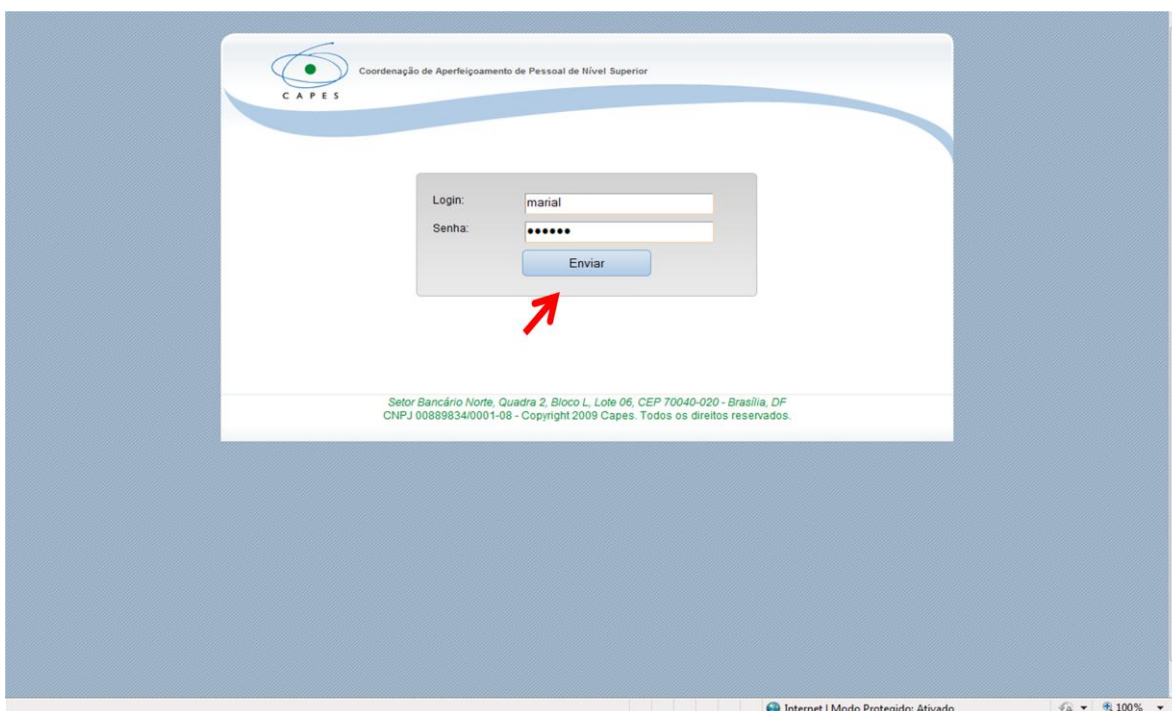 CAPES
Coordenação de Aperfeiçoamento de Pessoal de Nível Superior
Login:
marial
Senha:
••••••
Enviar
Setor Bancário Norte, Quadra 2, Bloco L, Lote 06, CEP 70040-020 - Brasília, DF
CNPJ 00889834/0001-08 - Copyright 2009 Capes. Todos os direitos reservados.
Internet | Modo Protegido: Ativado
100%